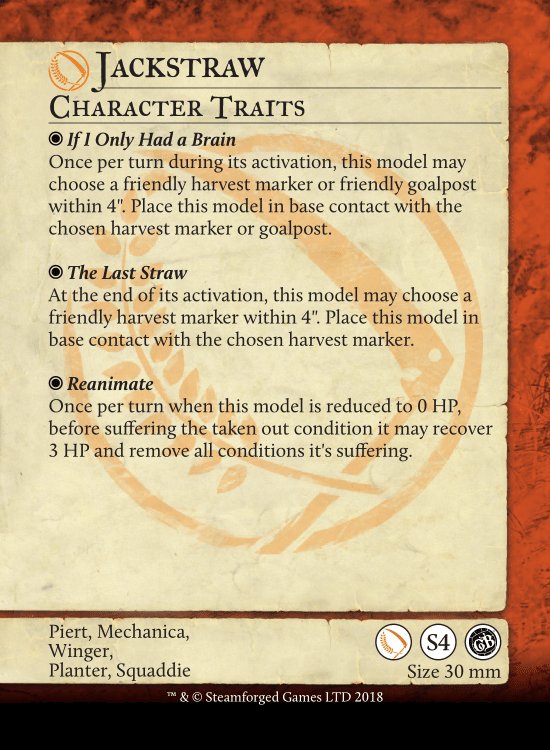 Jackstraw
Character Traits
◉ If I Only Had a Brain
Once per turn during its activation, this model may
choose a friendly harvest marker or friendly goalpost
within 4". Place this model in base contact with the
chosen harvest marker or goalpost.
◉ The Last Straw
At the end of its activation, this model may choose a
friendly harvest marker within 4". Place this model in
base contact with the chosen harvest marker.
◉ Reanimate
Once per turn when this model is reduced to 0 HP,
before suffering the taken out condition it may recover
3 HP and remove all conditions it's suffering.
Piert, Mechanica,
Winger,
Planter, Squaddie
S4
GB
Size 30 mm
™ & © Steamforged Games LTD 2018